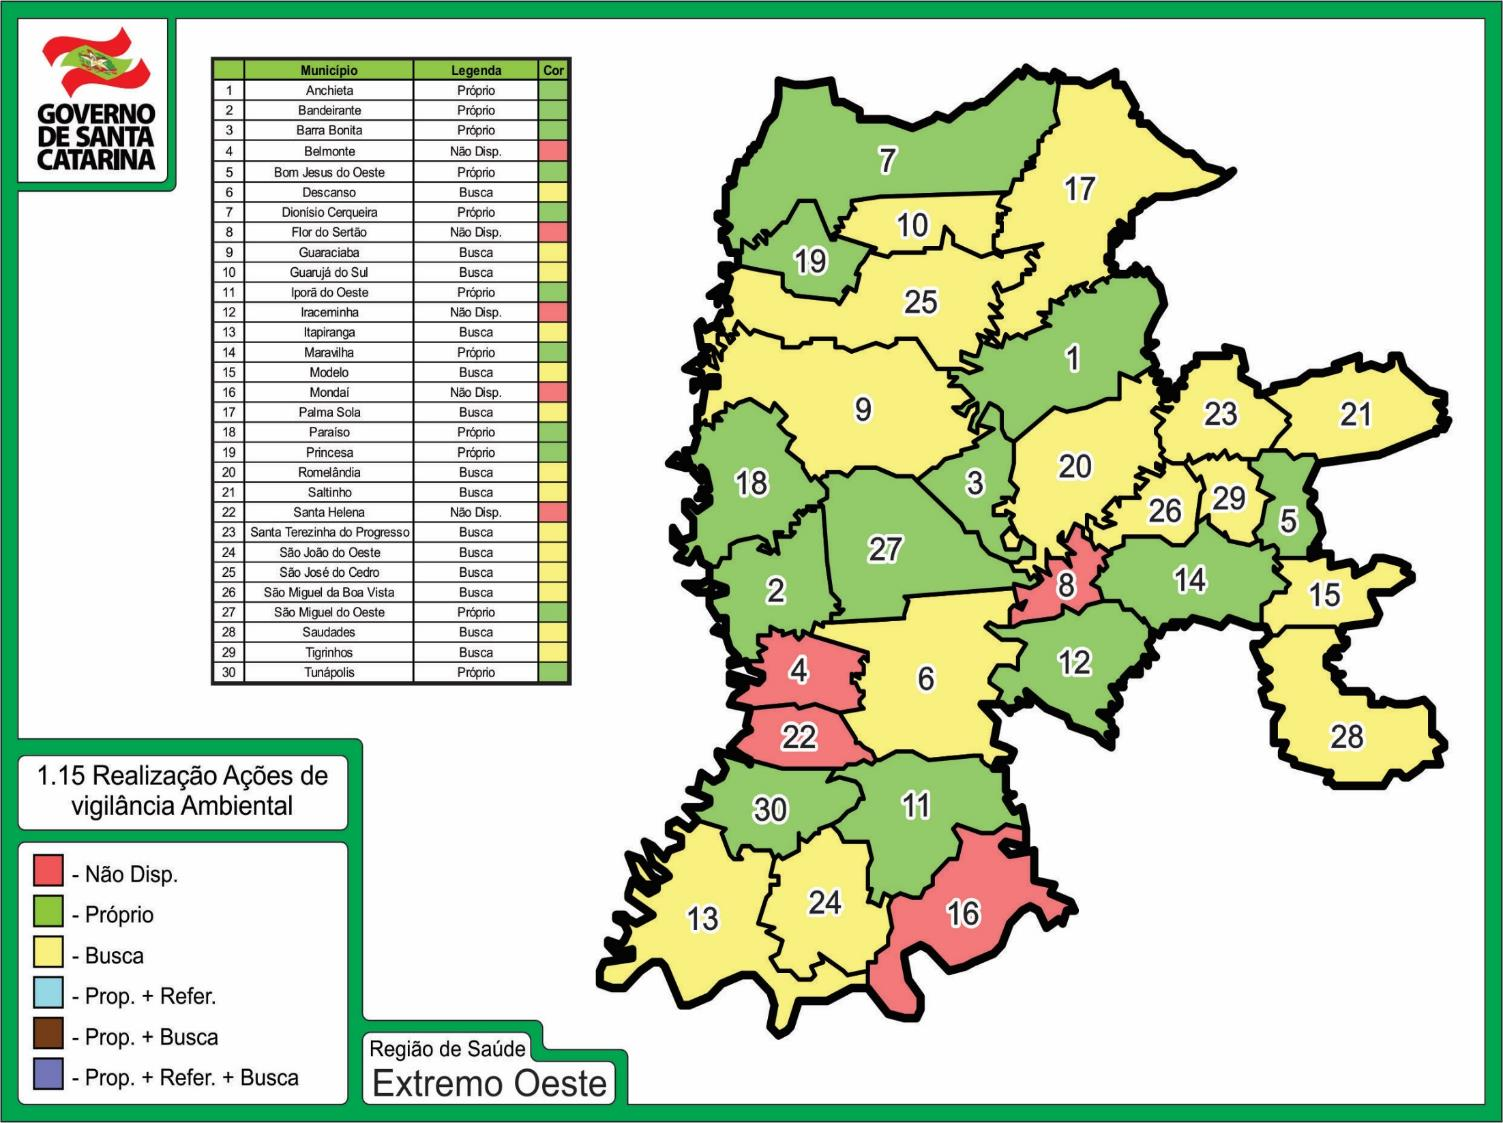 GOVERNO
DE SANTA
CATARINA
Município Legenda Cor
1 Anchieta Próprio
2 Bandeirante Próprio
3 Barra Bonita Próprio
4 Belmonte Não Disp.
5 Bom Jesus do Oeste Próprio
6 Descanso Busca
7 Dionísio Cerqueira Próprio
8 Flor do Sertão Não Disp.
9 Guaraciaba Busca
10 Guarujá do Sul Busca
11 Iporã do Oeste Próprio
12 Iraceminha Não Disp.
13 Itapiranga Busca
14 Maravilha Próprio
15 Modelo Busca
16 Mondaí Não Disp.
17 Palma Sola Busca
18 Paraíso Próprio
19 Princesa Próprio
20 Romelândia Busca
21 Saltinho Busca
22 Santa Helena Não Disp.
23 Santa Terezinha do Progresso Busca
24 São João do Oeste Busca
25 São José do Cedro Busca
26 São Miguel da Boa Vista Busca
27 São Miguel do Oeste Próprio
28 Saudades Busca
29 Tigrinhos Busca
30 Tunápolis Próprio
7
17
10
19
25
1
9
23
21
18
3
20
26
29
5
27
2
8
14
15
4
6
12
22
28
30
11
13
24
16
1.15 Realização Ações de
vigilância Ambiental
- Não Disp.
- Próprio
- Busca
- Prop. + Refer.
- Prop. + Busca
- Prop. + Refer. + Busca
Região de Saúde
Extremo Oeste